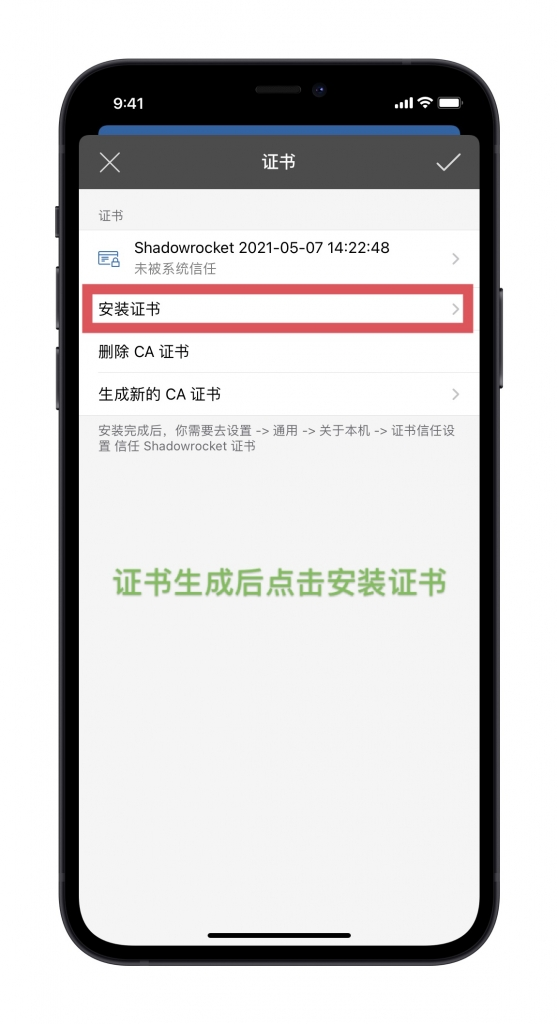 9:41
证书
证书
Shadowrocket 2021-05-07 14:22:48
未被系统信任
安装证书
删除 CA 证书
生成新的 CA 证书
安装完成后，你需要去设置 -> 通用 -> 关于本机 -> 证书信任设
置 信任 Shadowrocket 证书
证书生成后点击安装证书